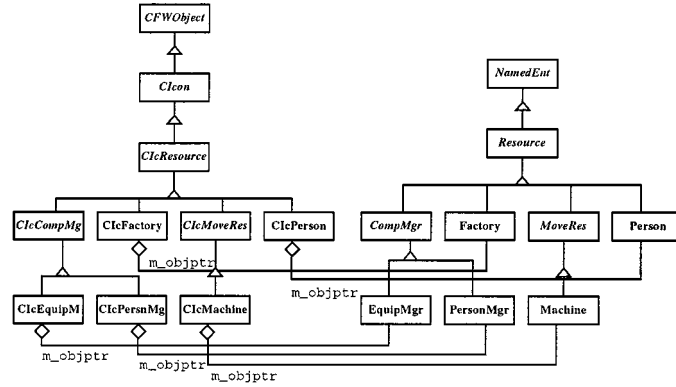 CFWObject
CIcon
NamedEnt
CIcResource
Resource
CIcCompMg CIcFactory CIcMoveRes CIcPerson CompMgr Factory MoveRes Person
m_objptr
m_objptr
CIcEquipM CIcPersnMg CIcMachine EquipMgr PersonMgr Machine
m_objptr
m_objptr
m_objptr